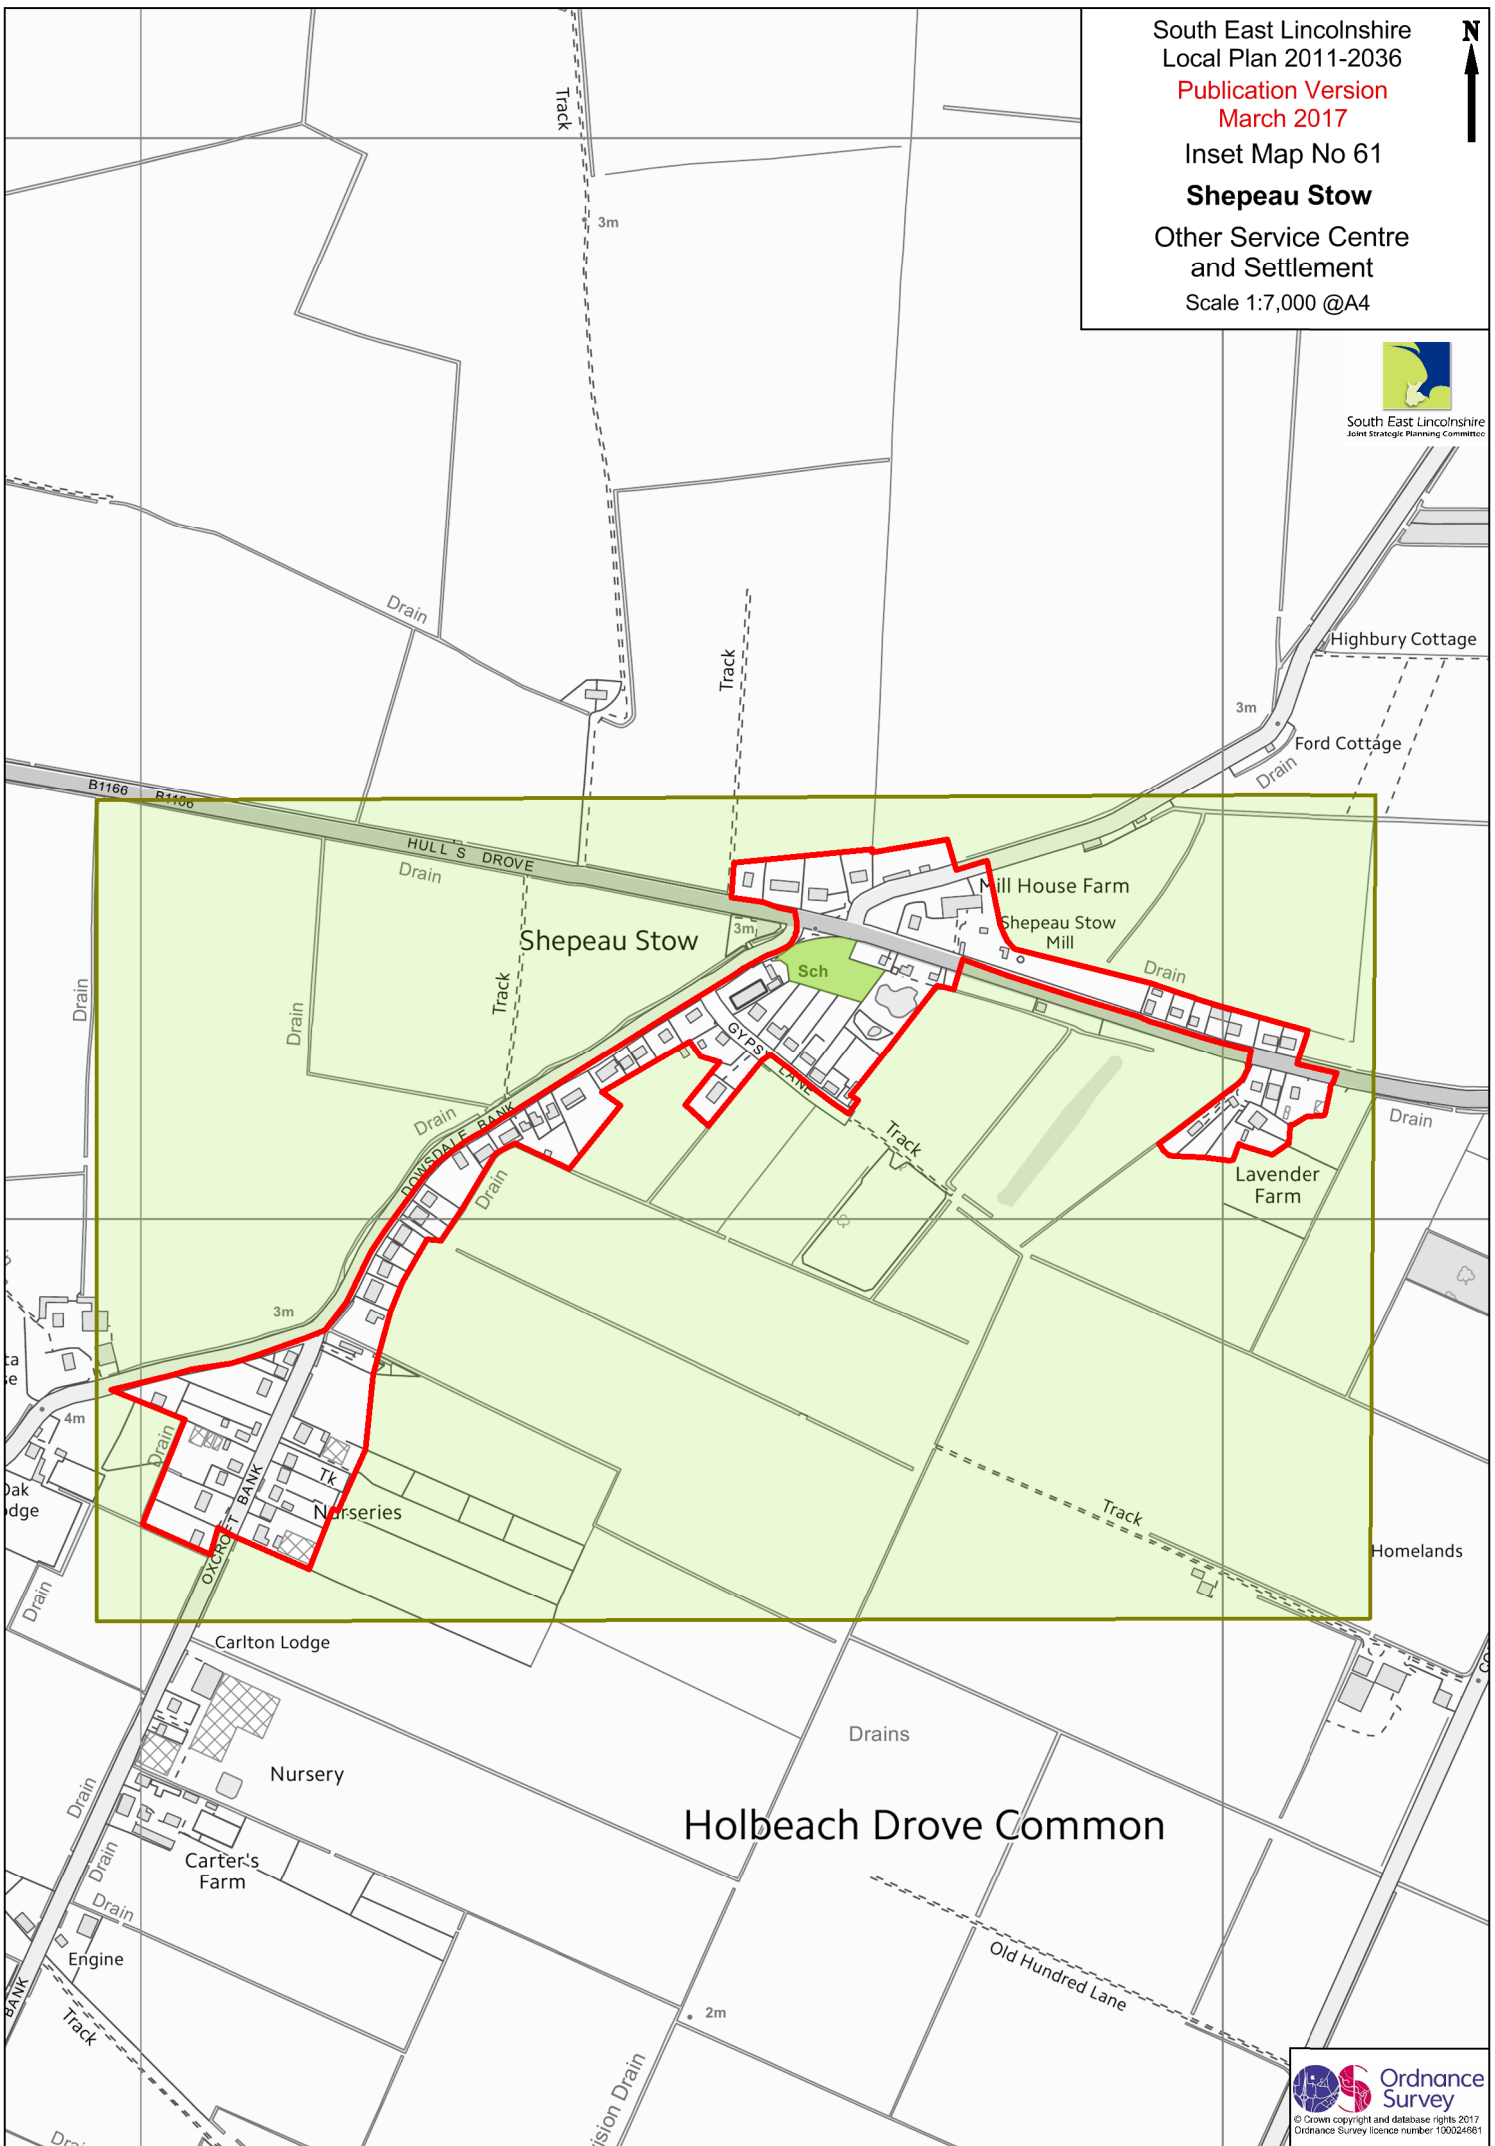 South East Lincolnshire
Local Plan 2011-2036
Publication Version
March 2017
Inset Map No 61
Shepeau Stow
Other Service Centre
and Settlement
Scale 1:7,000 @A4
N
South East Lincolnshire
Joint Strategic Planning Committee
Track
3m
Drain
Track
Highbury Cottage
3m
Ford Cottage
Drain
B1166
B1166
HULL S DROVE
Drain
Mill House Farm
Shepeau Stow
Mill
Shepeau Stow
3m
Sch
Drain
Track
Drain
Drain
GYPSY LANE
Drain
DOWSDALE BANK
Drain
Track
Drain
Lavender
Farm
3m
4m
Drain
Tk
Nurseries
OXCROFT BANK
Track
Homelands
Drain
Carlton Lodge
Drains
Nursery
Drain
Holbeach Drove Common
Carter's
Farm
Drain
Drain
Engine
Old Hundred Lane
BANK
Track
2m
Ordnance
Survey
© Crown copyright and database rights 2017
Ordnance Survey licence number 100024661